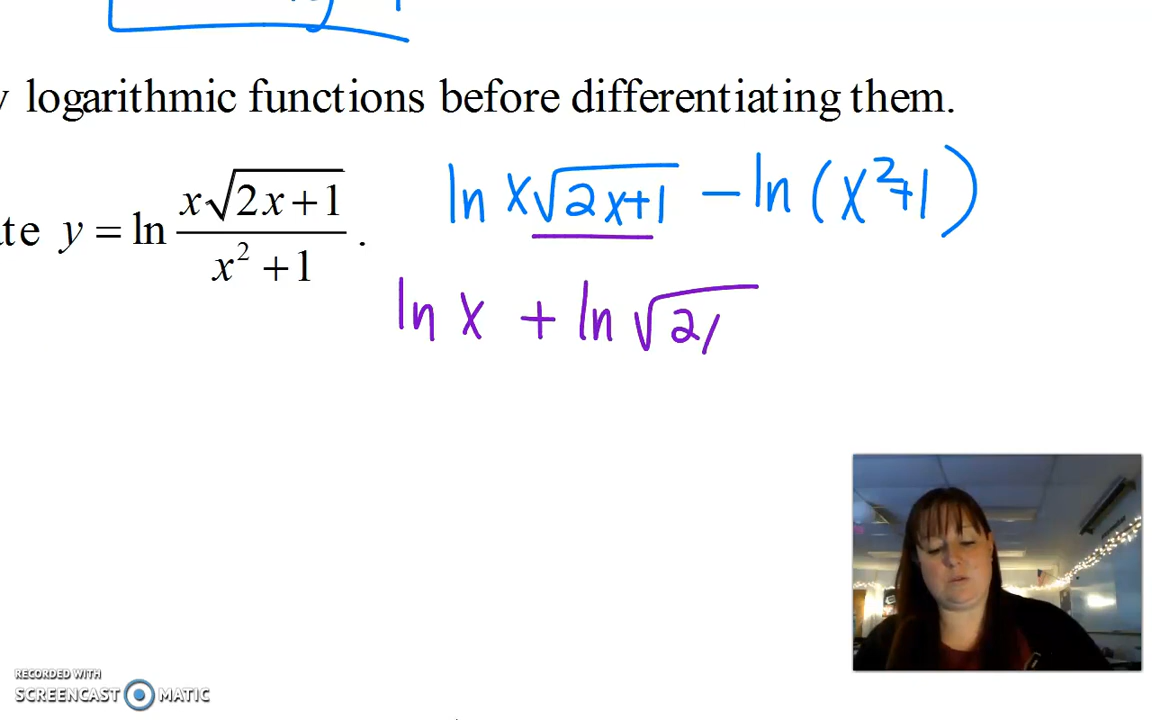 y logarithmic functions before differentiating them.
ln x√2x+1 − ln (x²+1)
te y = ln x√2x+1 / x² + 1 .
ln x + ln √2
RECORDED WITH
SCREENCAST MATIC